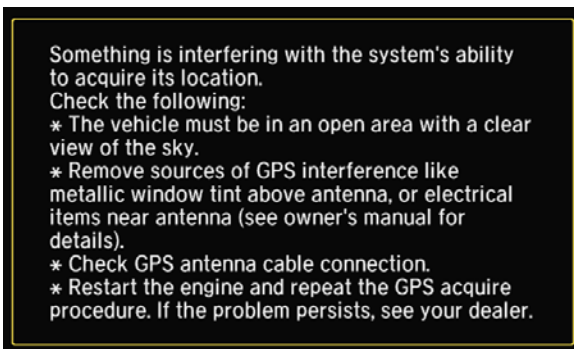 Something is interfering with the system's ability
to acquire its location.
Check the following:
* The vehicle must be in an open area with a clear
view of the sky.
* Remove sources of GPS interference like
metallic window tint above antenna, or electrical
items near antenna (see owner's manual for
details).
* Check GPS antenna cable connection.
* Restart the engine and repeat the GPS acquire
procedure. If the problem persists, see your dealer.